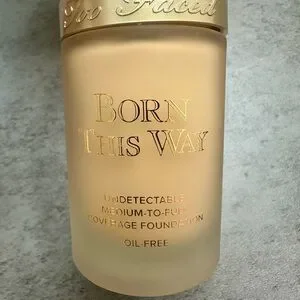 Too Faced
BORN
THIS WAY
UNDETECTABLE
MEDIUM-TO-FULL
COVERAGE FOUNDATION
OIL-FREE